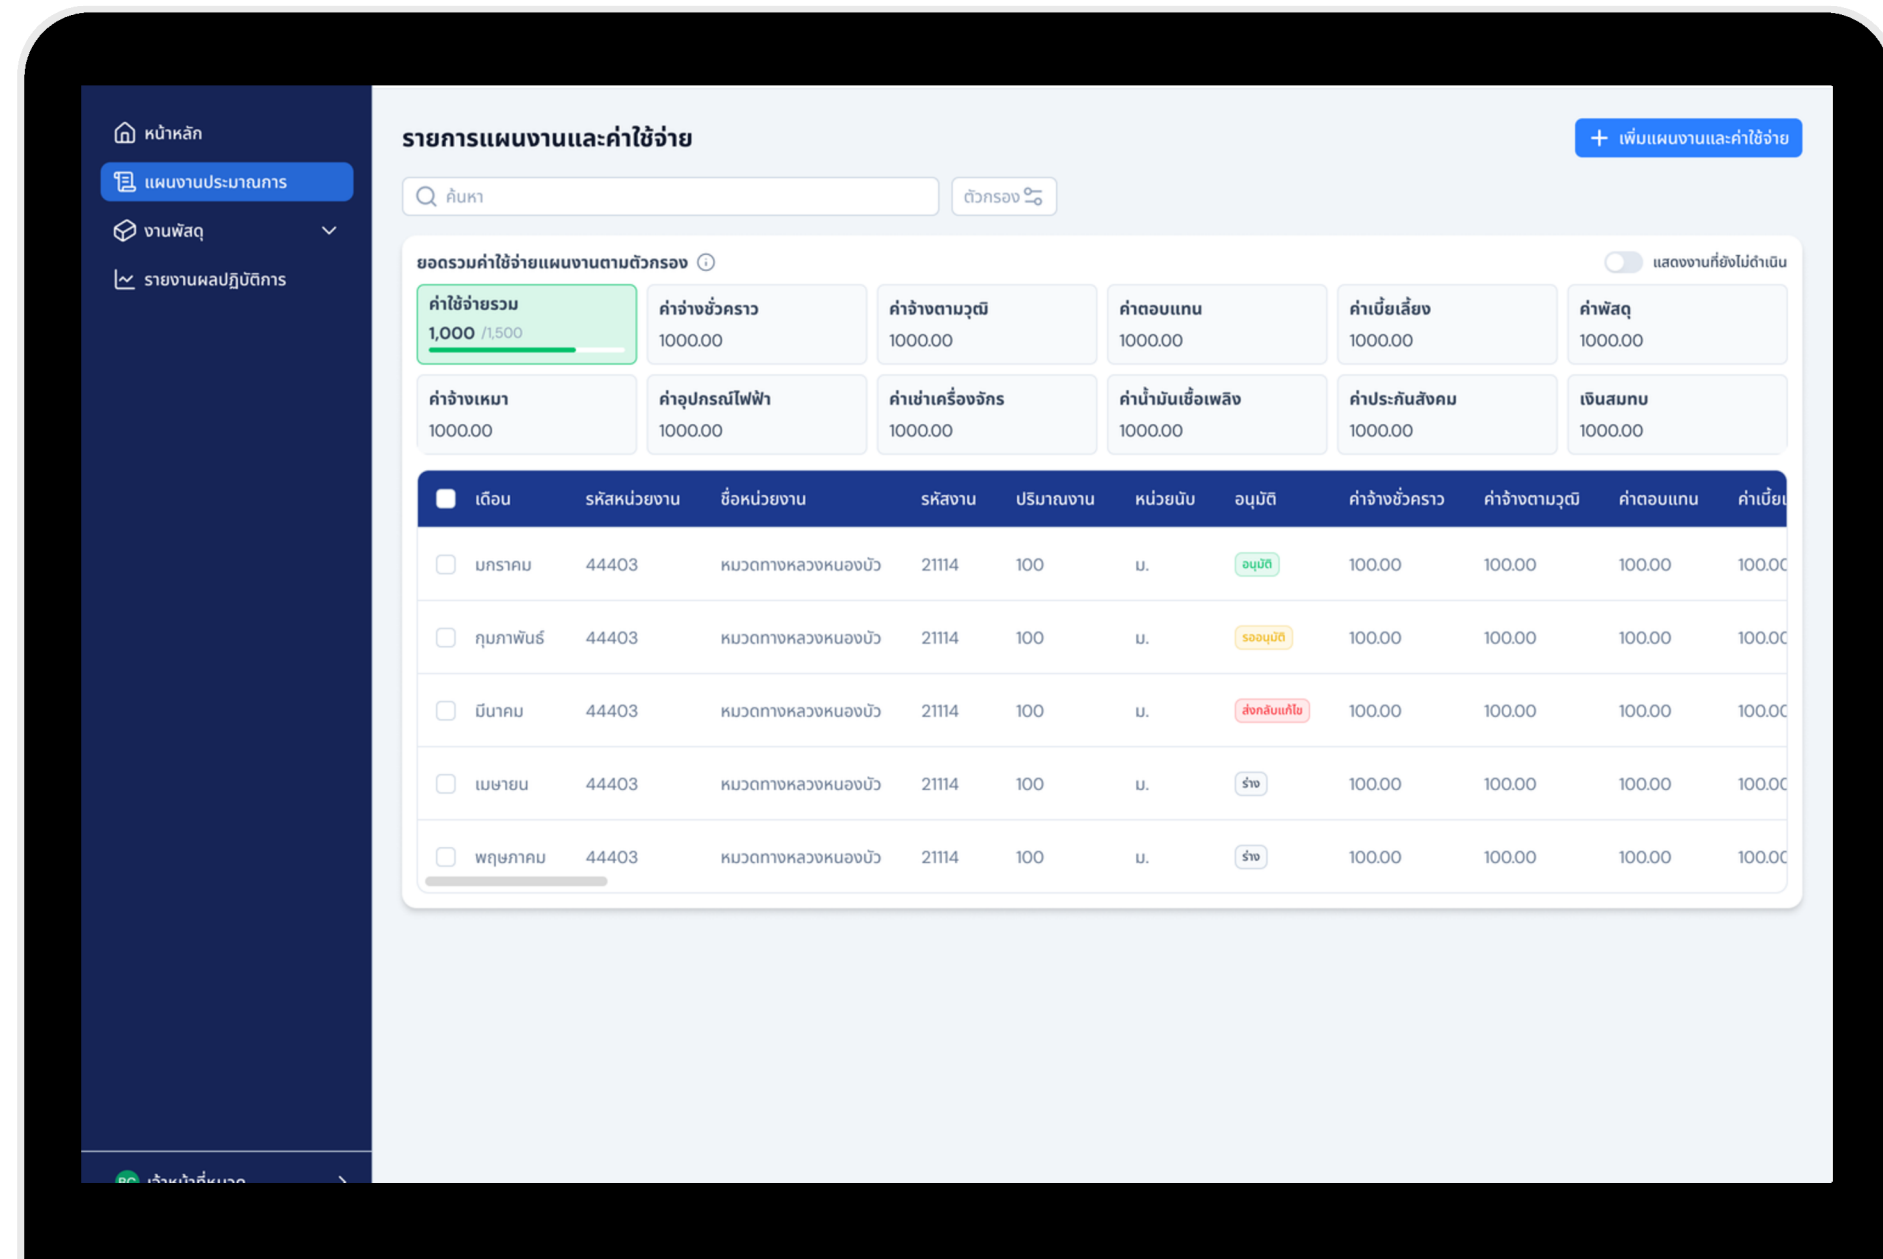 หน้าหลัก
แผนงานประมาณการ
งานพัสดุ
รายงานผลปฏิบัติการ
รายการแผนงานและค่าใช้จ่าย
เพิ่มแผนงานและค่าใช้จ่าย
ค้นหา
ตัวกรอง
ยอดรวมค่าใช้จ่ายแผนงานตามตัวกรอง
แสดงงานที่ยังไม่ดำเนิน
ค่าใช้จ่ายรวม
1,000 /1,500
ค่าจ่างชั่วคราว
1000.00
ค่าจ้างตามวุฒิ
1000.00
ค่าตอบแทน
1000.00
ค่าเบี้ยเลี้ยง
1000.00
ค่าพัสดุ
1000.00
ค่าจ้างเหมา
1000.00
ค่าอุปกรณ์ไฟฟ้า
1000.00
ค่าเช่าเครื่องจักร
1000.00
ค่าน้ำมันเชื้อเพลิง
1000.00
ค่าประกันสังคม
1000.00
เงินสมทบ
1000.00
เดือน รหัสหน่วยงาน ชื่อหน่วยงาน รหัสงาน ปริมาณงาน หน่วยนับ อนุมัติ ค่าจ้างชั่วคราว ค่าจ้างตามวุฒิ ค่าตอบแทน
มกราคม 44403 หมวดทางหลวงหนองบัว 21114 100 ม. อนุมัติ 100.00 100.00 100.00 100.00
กุมภาพันธ์ 44403 หมวดทางหลวงหนองบัว 21114 100 ม. รออนุมัติ 100.00 100.00 100.00 100.00
มีนาคม 44403 หมวดทางหลวงหนองบัว 21114 100 ม. ส่งกลับแก้ไข 100.00 100.00 100.00 100.00
เมษายน 44403 หมวดทางหลวงหนองบัว 21114 100 ม. ร่าง 100.00 100.00 100.00 100.00
พฤษภาคม 44403 หมวดทางหลวงหนองบัว 21114 100 ม. ร่าง 100.00 100.00 100.00 100.00
เจ้าหน้าที่หมวด